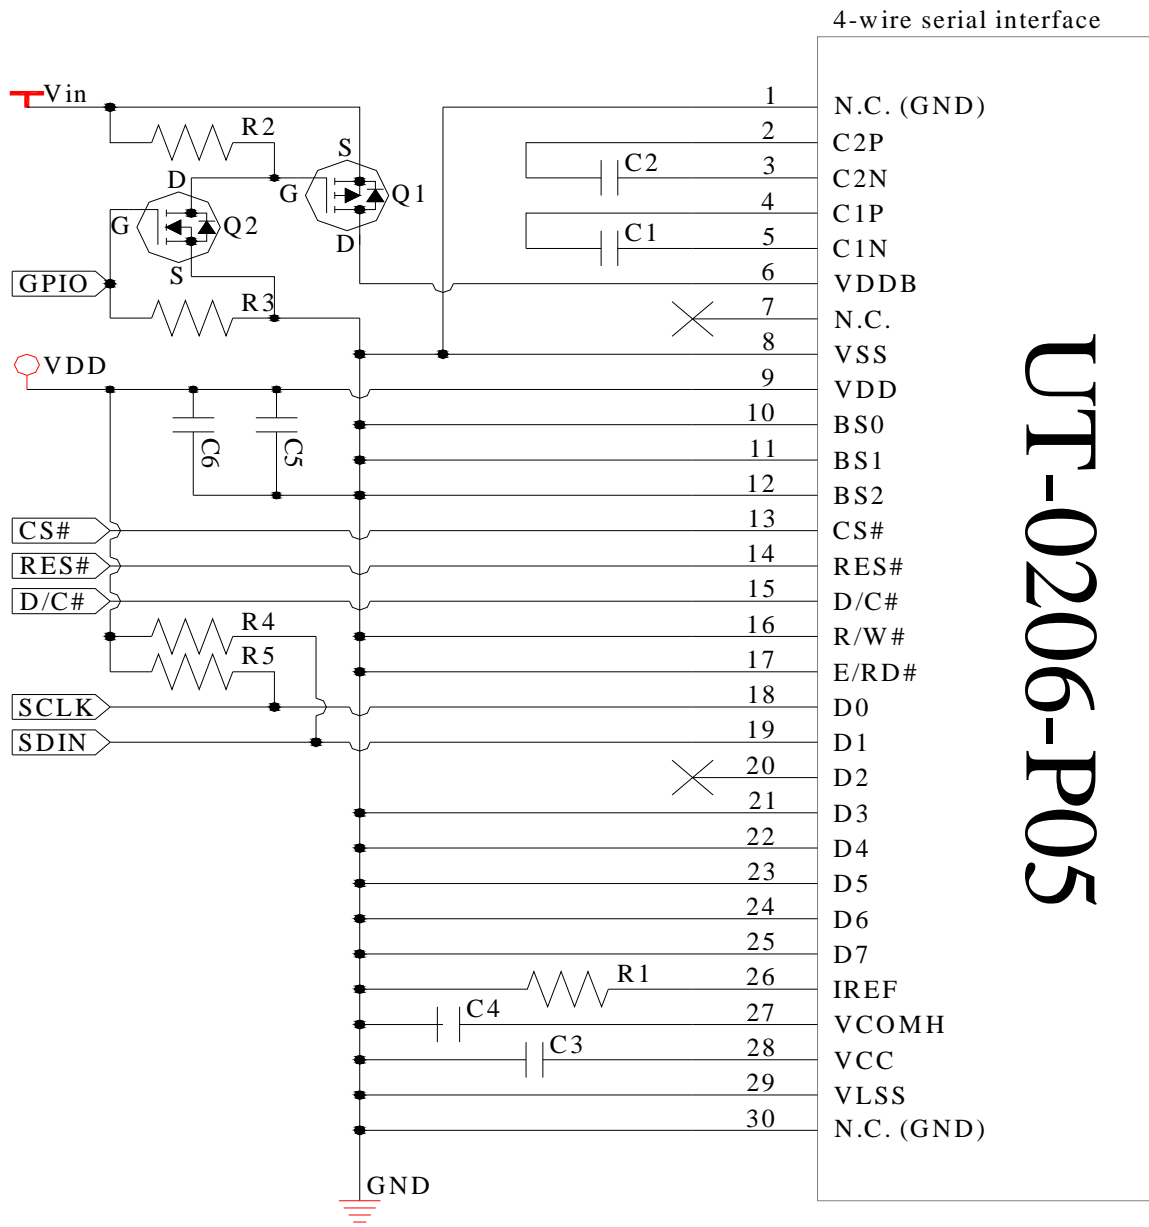 4-wire serial interface
Vin
R2
S
G
Q1
D
D
G
Q2
S
GPIO
R3
VDD
C6
C5
CS#
RES#
D/C#
R4
R5
SCLK
SDIN
C2
C1
R1
C4
C3
GND
1 N.C. (GND)
2 C2P
3 C2N
4 C1P
5 C1N
6 VDDB
7 N.C.
8 VSS
9 VDD
10 BS0
11 BS1
12 BS2
13 CS#
14 RES#
15 D/C#
16 R/W#
17 E/RD#
18 D0
19 D1
20 D2
21 D3
22 D4
23 D5
24 D6
25 D7
26 IREF
27 VCOMH
28 VCC
29 VLSS
30 N.C. (GND)
UT-0206-P05